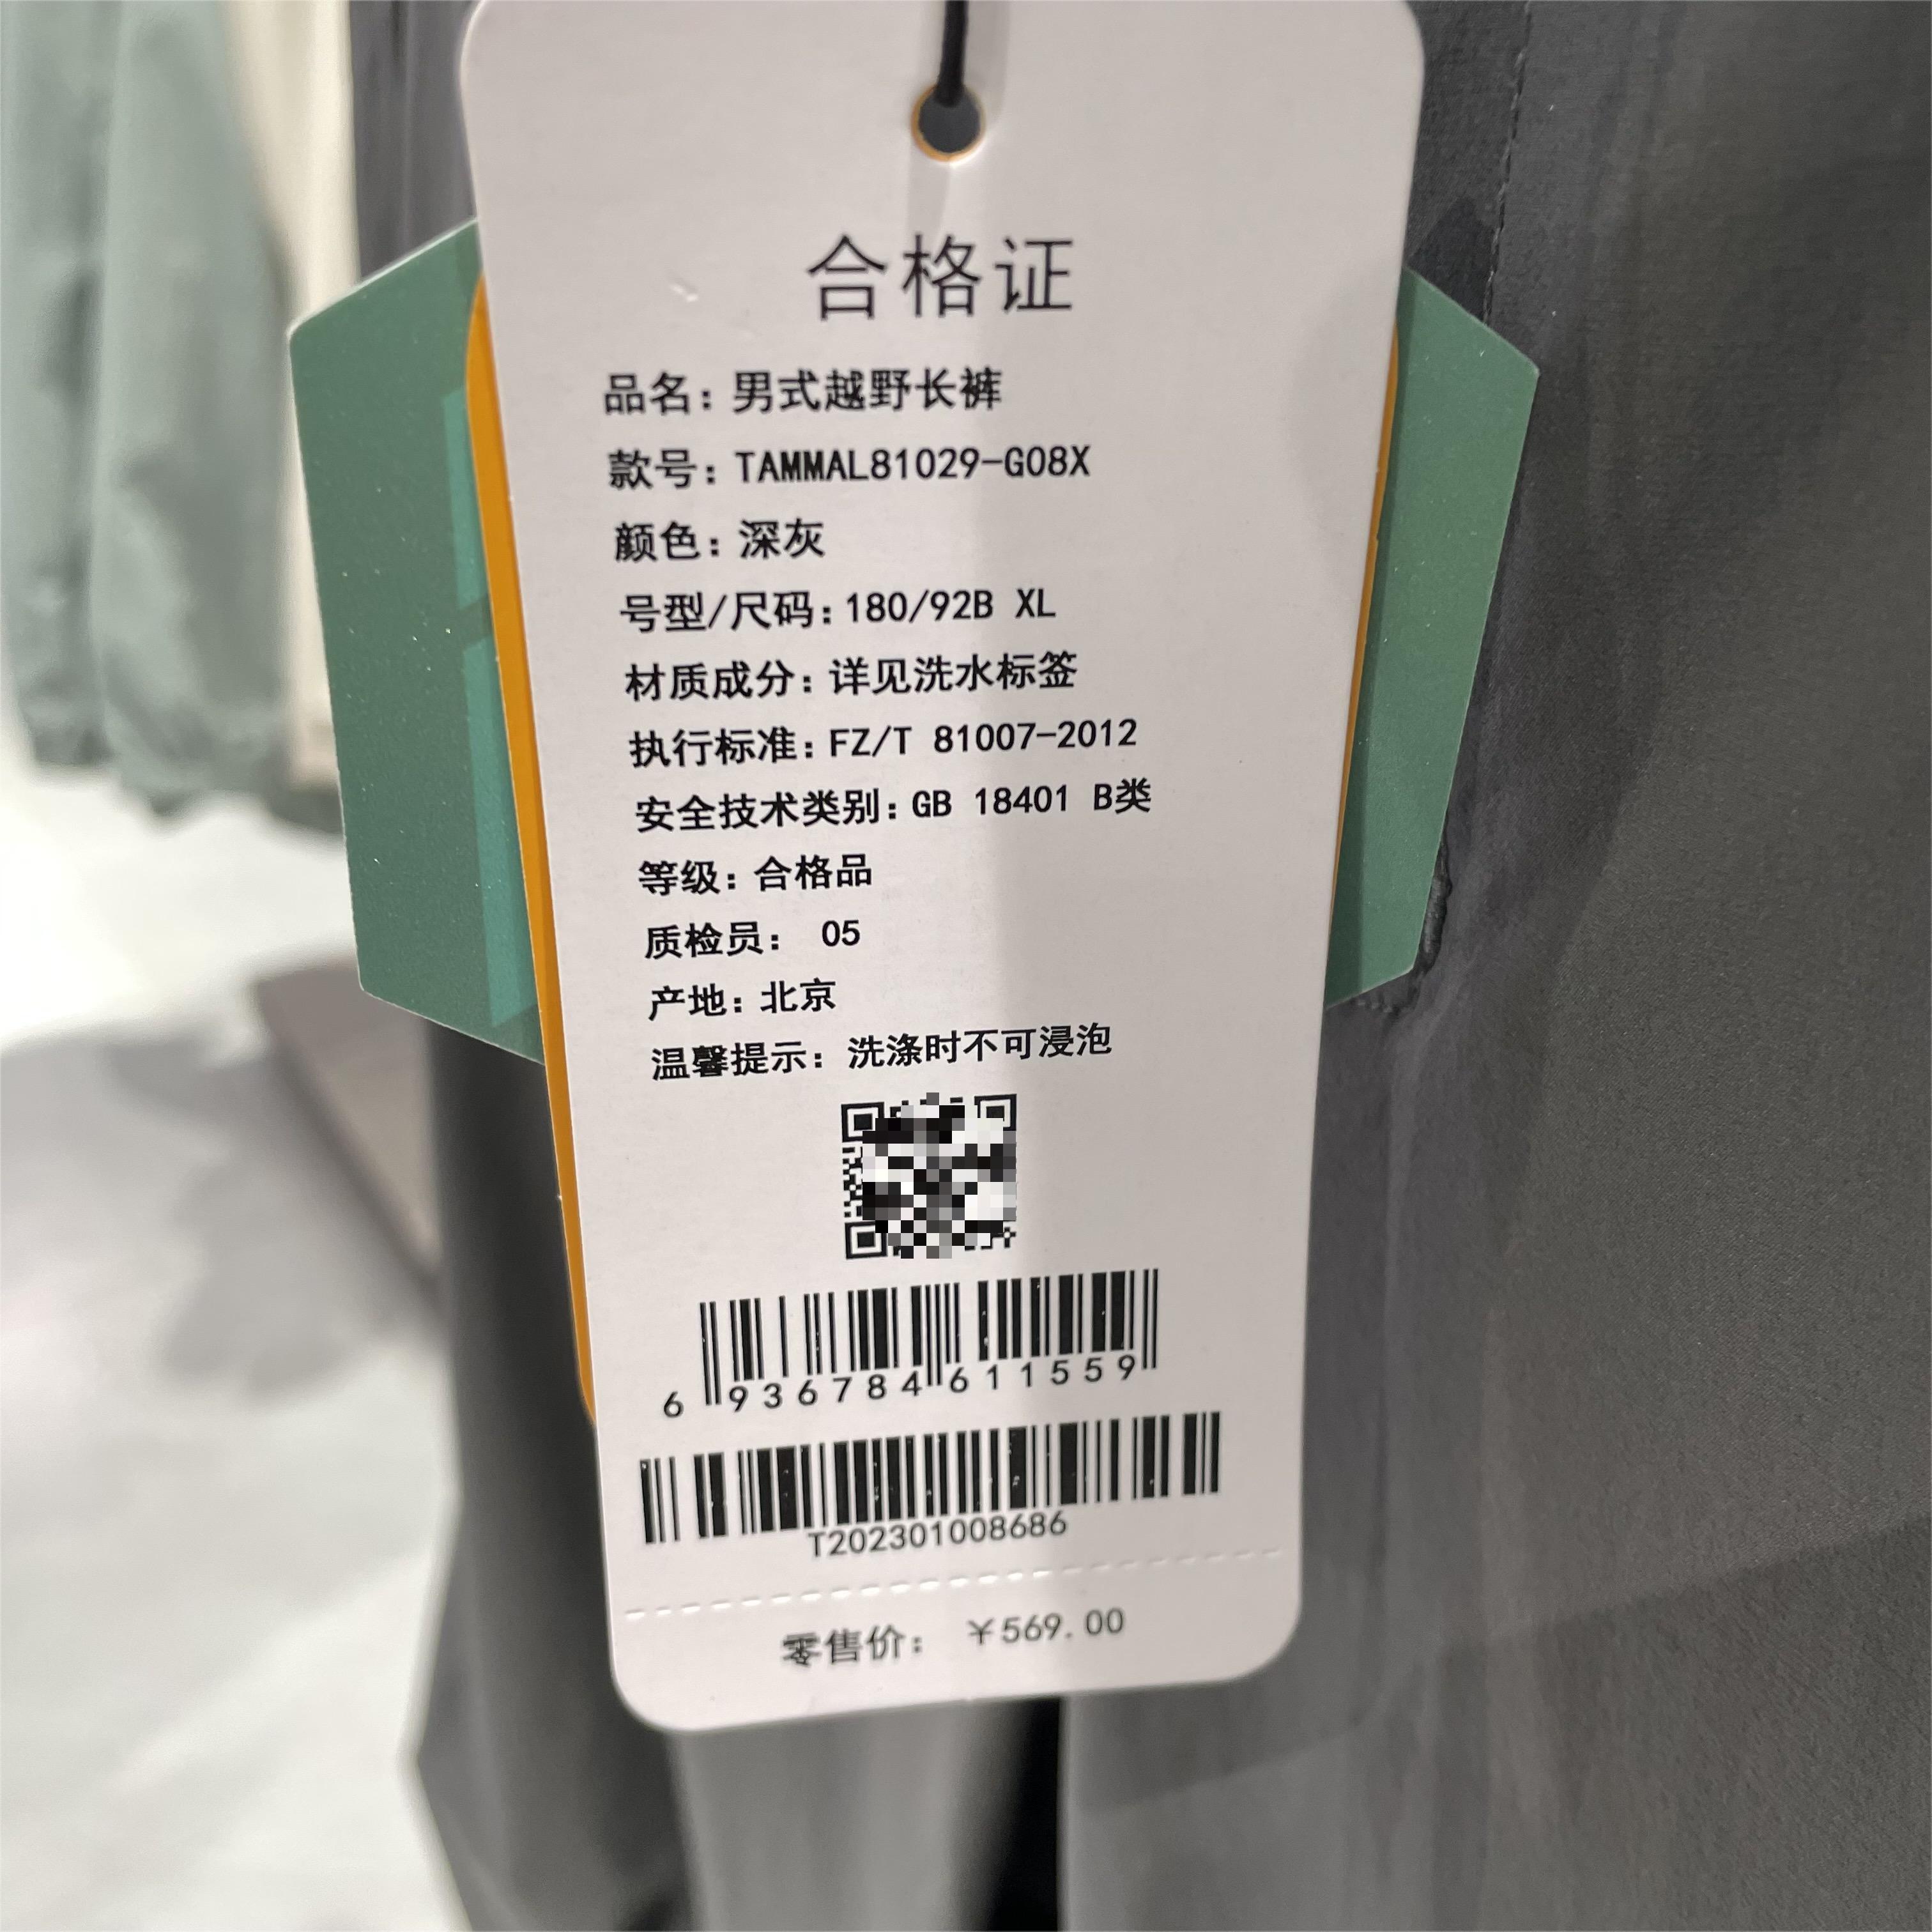 合格证
品名：男式越野长裤
款号：TAMMAL81029-G08X
颜色：深灰
号型/尺码：180/92B XL
材质成分：详见洗水标签
执行标准：FZ/T 81007-2012
安全技术类别：GB 18401 B类
等级：合格品
质检员： 05
产地：北京
温馨提示：洗涤时不可浸泡
6 936784 611559
T202301008686
零售价： ¥569.00